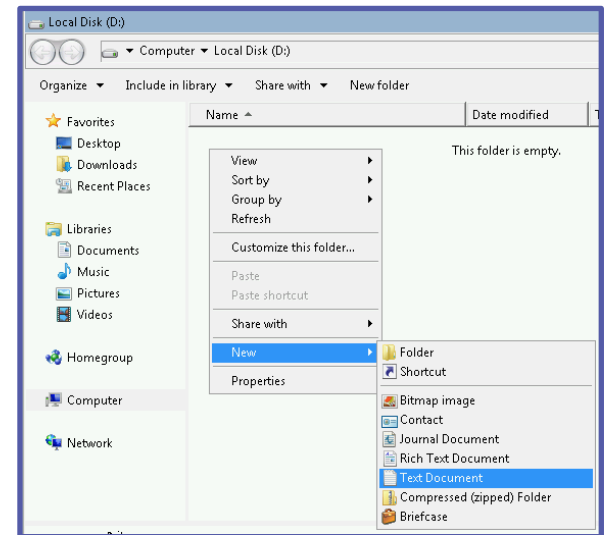 Local Disk (D:)
Computer Local Disk (D:)
Organize Include in library Share with New folder
Name Date modified
This folder is empty.
Favorites
Desktop
Downloads
Recent Places
Libraries
Documents
Music
Pictures
Videos
Homegroup
Computer
Network
View
Sort by
Group by
Refresh
Customize this folder...
Paste
Paste shortcut
Share with
New
Properties
Folder
Shortcut
Bitmap image
Contact
Journal Document
Rich Text Document
Text Document
Compressed (zipped) Folder
Briefcase